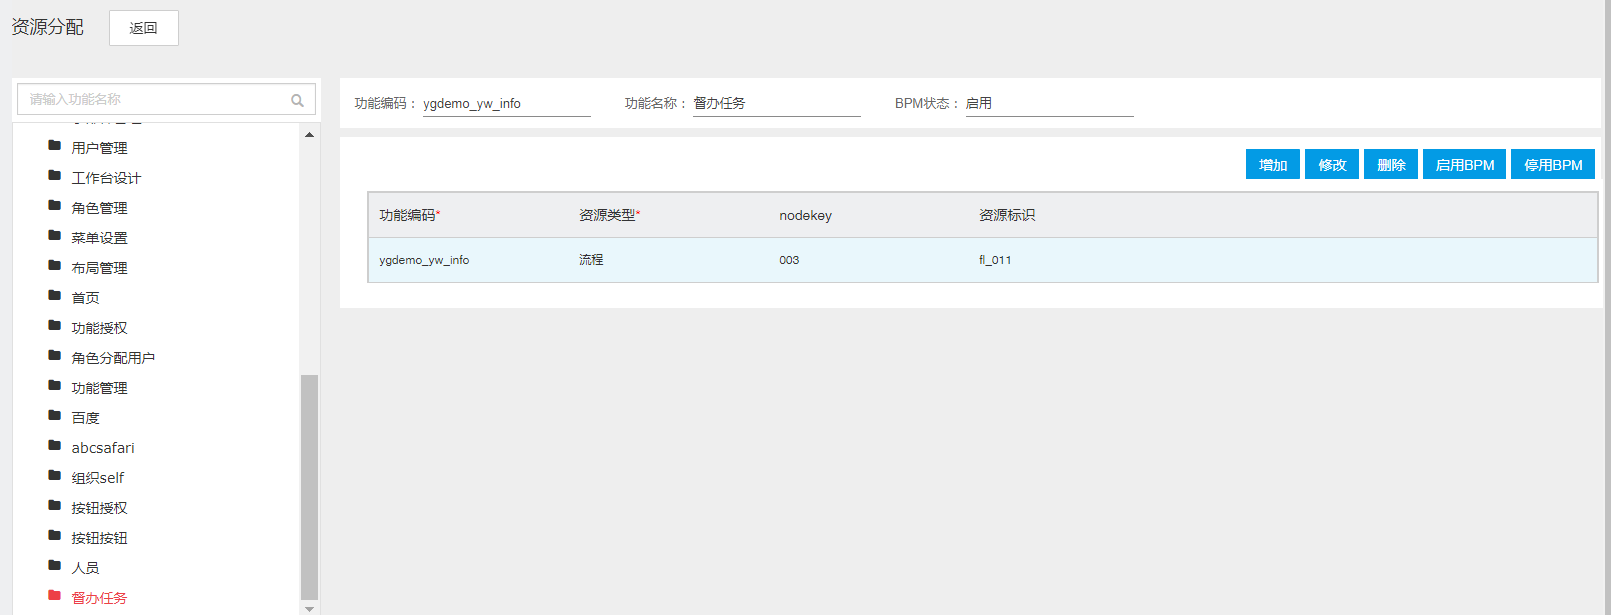 资源分配 返回
请输入功能名称
用户管理
工作台设计
角色管理
菜单设置
布局管理
首页
功能授权
角色分配用户
功能管理
百度
abcsafari
组织self
按钮授权
按钮按钮
人员
督办任务
功能编码： ygdemo_yw_info 功能名称： 督办任务 BPM状态： 启用
增加 修改 删除 启用BPM 停用BPM
功能编码* 资源类型* nodekey 资源标识
ygdemo_yw_info 流程 003 fl_011